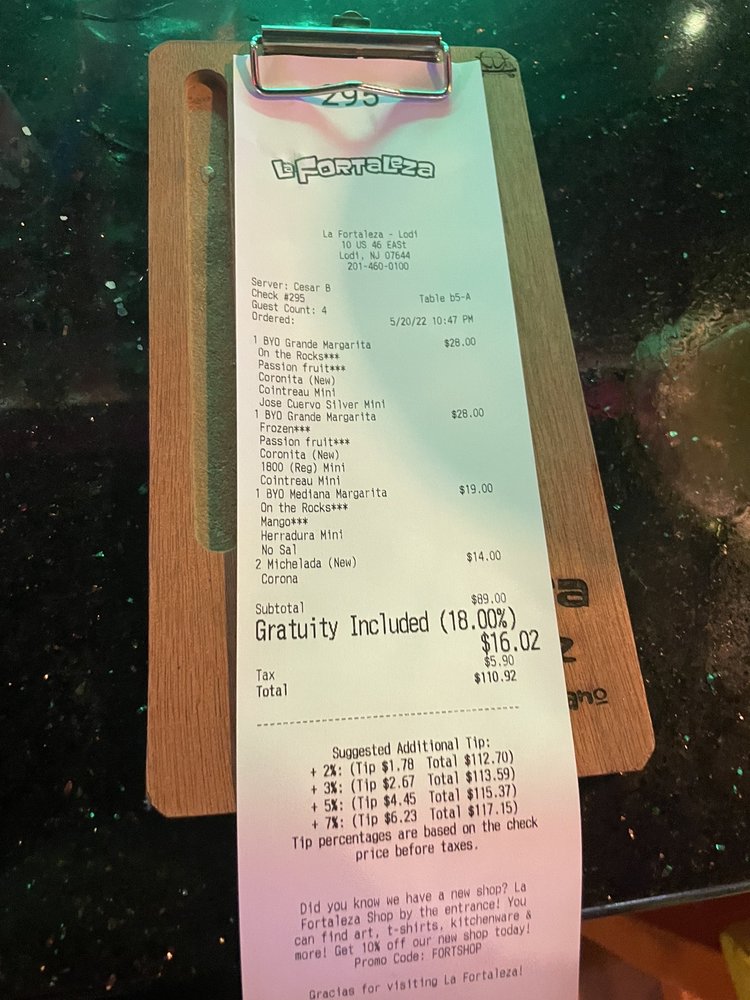 295
La Fortaleza
La Fortaleza - Lodi
10 US 46 EASt
Lodi, NJ 07644
201-460-0100
Server: Cesar B
Check #295 Table b5-A
Guest Count: 4
Ordered: 5/20/22 10:47 PM
1 BYO Grande Margarita $28.00
On the Rocks***
Passion fruit***
Coronita (New)
Cointreau Mini
Jose Cuervo Silver Mini
1 BYO Grande Margarita $28.00
Frozen***
Passion fruit***
Coronita (New)
1800 (Reg) Mini
Cointreau Mini
1 BYO Mediana Margarita $19.00
On the Rocks***
Mango***
Herradura Mini
No Sal
2 Michelada (New) $14.00
Corona
Subtotal $89.00
Gratuity Included (18.00%)
$16.02
Tax $5.90
Total $110.92
Suggested Additional Tip:
+ 2%: (Tip $1.78 Total $112.70)
+ 3%: (Tip $2.67 Total $113.59)
+ 5%: (Tip $4.45 Total $115.37)
+ 7%: (Tip $6.23 Total $117.15)
Tip percentages are based on the check
price before taxes.
Did you know we have a new shop? La
Fortaleza Shop by the entrance! You
can find art, t-shirts, kitchenware &
more! Get 10% off our new shop today!
Promo Code: FORTSHOP
Gracias for visiting La Fortaleza!